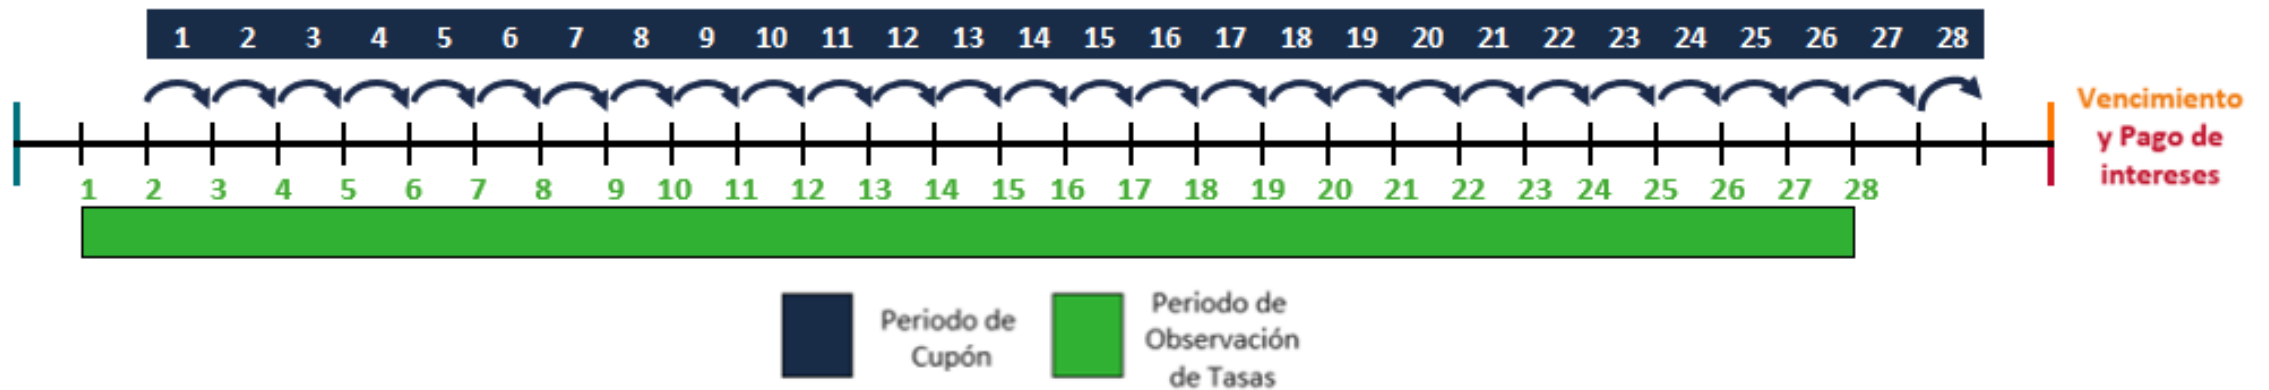 1 2 3 4 5 6 7 8 9 10 11 12 13 14 15 16 17 18 19 20 21 22 23 24 25 26 27 28
Vencimiento
y Pago de
intereses
1 2 3 4 5 6 7 8 9 10 11 12 13 14 15 16 17 18 19 20 21 22 23 24 25 26 27 28
Periodo de
Cupón
Periodo de
Observación
de Tasas